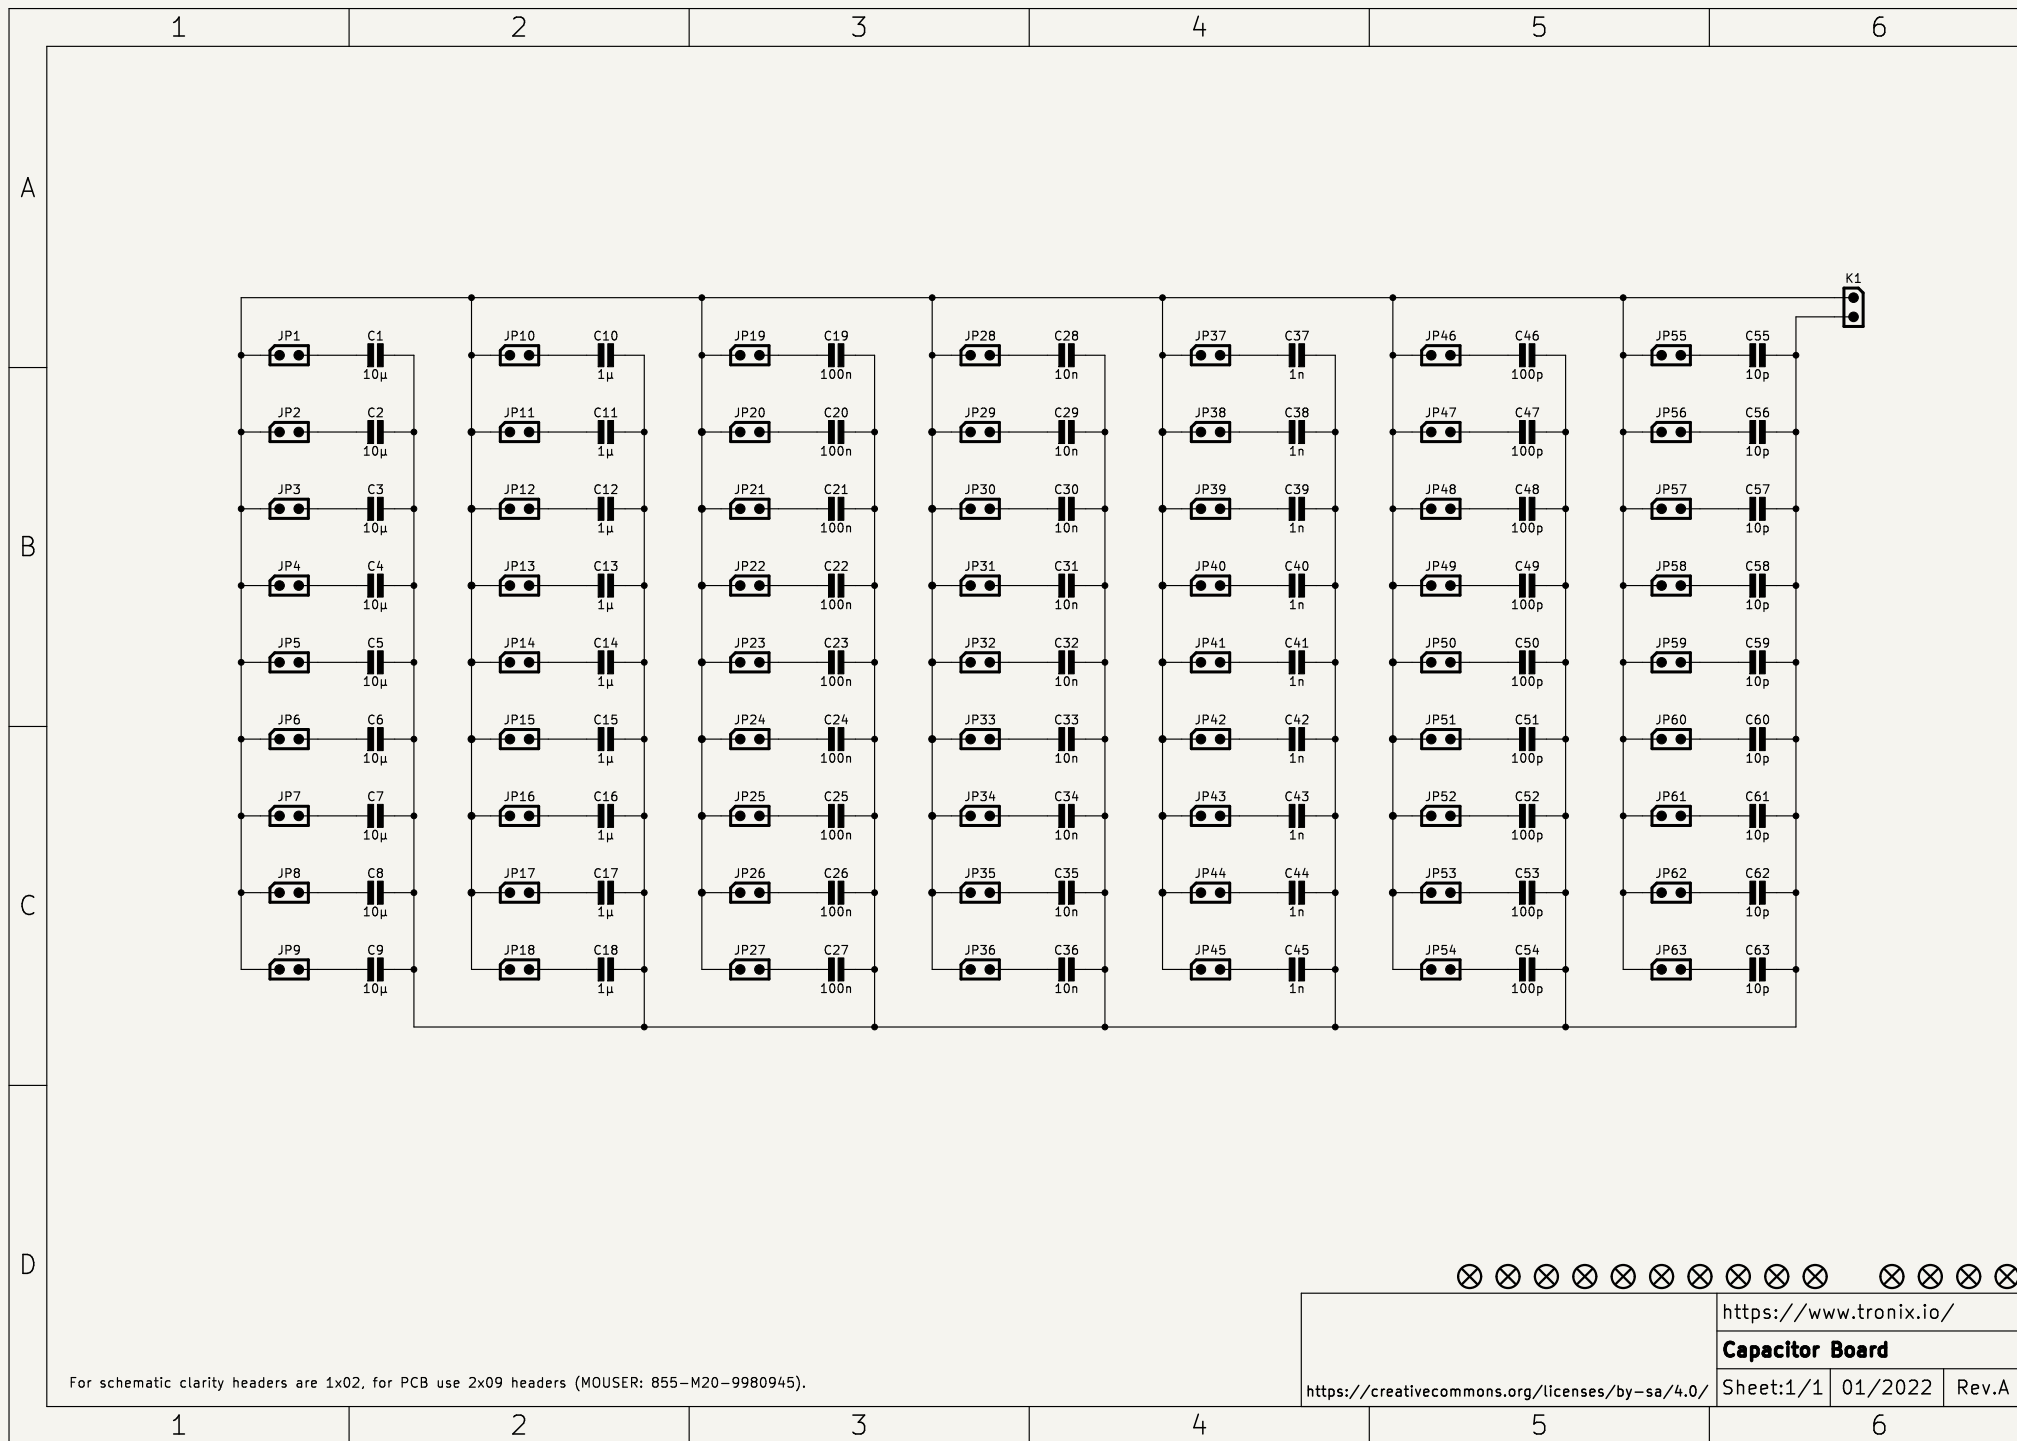 1 2 3 4 5 6
A
K1
JP1 C1 JP10 C10 JP19 C19 JP28 C28 JP37 C37 JP46 C46 JP55 C55
10µ 1µ 100n 10n 1n 100p 10p
JP2 C2 JP11 C11 JP20 C20 JP29 C29 JP38 C38 JP47 C47 JP56 C56
10µ 1µ 100n 10n 1n 100p 10p
JP3 C3 JP12 C12 JP21 C21 JP30 C30 JP39 C39 JP48 C48 JP57 C57
10µ 1µ 100n 10n 1n 100p 10p
B
JP4 C4 JP13 C13 JP22 C22 JP31 C31 JP40 C40 JP49 C49 JP58 C58
10µ 1µ 100n 10n 1n 100p 10p
JP5 C5 JP14 C14 JP23 C23 JP32 C32 JP41 C41 JP50 C50 JP59 C59
10µ 1µ 100n 10n 1n 100p 10p
JP6 C6 JP15 C15 JP24 C24 JP33 C33 JP42 C42 JP51 C51 JP60 C60
10µ 1µ 100n 10n 1n 100p 10p
JP7 C7 JP16 C16 JP25 C25 JP34 C34 JP43 C43 JP52 C52 JP61 C61
10µ 1µ 100n 10n 1n 100p 10p
JP8 C8 JP17 C17 JP26 C26 JP35 C35 JP44 C44 JP53 C53 JP62 C62
C
10µ 1µ 100n 10n 1n 100p 10p
JP9 C9 JP18 C18 JP27 C27 JP36 C36 JP45 C45 JP54 C54 JP63 C63
10µ 1µ 100n 10n 1n 100p 10p
D
https://www.tronix.io/
Capacitor Board
For schematic clarity headers are 1x02, for PCB use 2x09 headers (MOUSER: 855-M20-9980945).
https://creativecommons.org/licenses/by-sa/4.0/
Sheet:1/1 01/2022 Rev.A
1 2 3 4 5 6